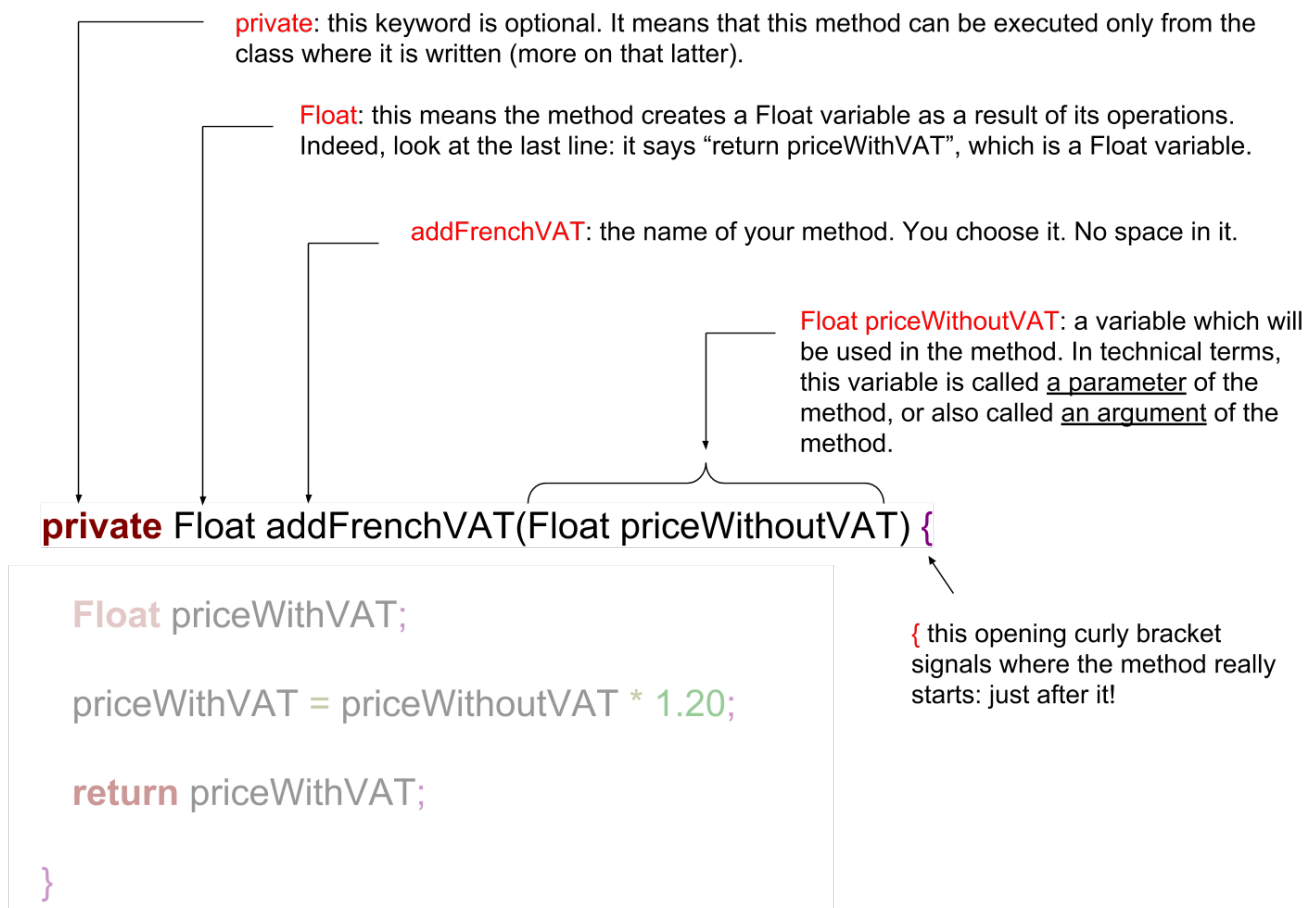 private: this keyword is optional. It means that this method can be executed only from the
class where it is written (more on that latter).
Float: this means the method creates a Float variable as a result of its operations.
Indeed, look at the last line: it says “return priceWithVAT”, which is a Float variable.
addFrenchVAT: the name of your method. You choose it. No space in it.
Float priceWithoutVAT: a variable which will
be used in the method. In technical terms,
this variable is called a parameter of the
method, or also called an argument of the
method.
private Float addFrenchVAT(Float priceWithoutVAT) {
Float priceWithVAT;
priceWithVAT = priceWithoutVAT * 1.20;
return priceWithVAT;
}
{ this opening curly bracket
signals where the method really
starts: just after it!